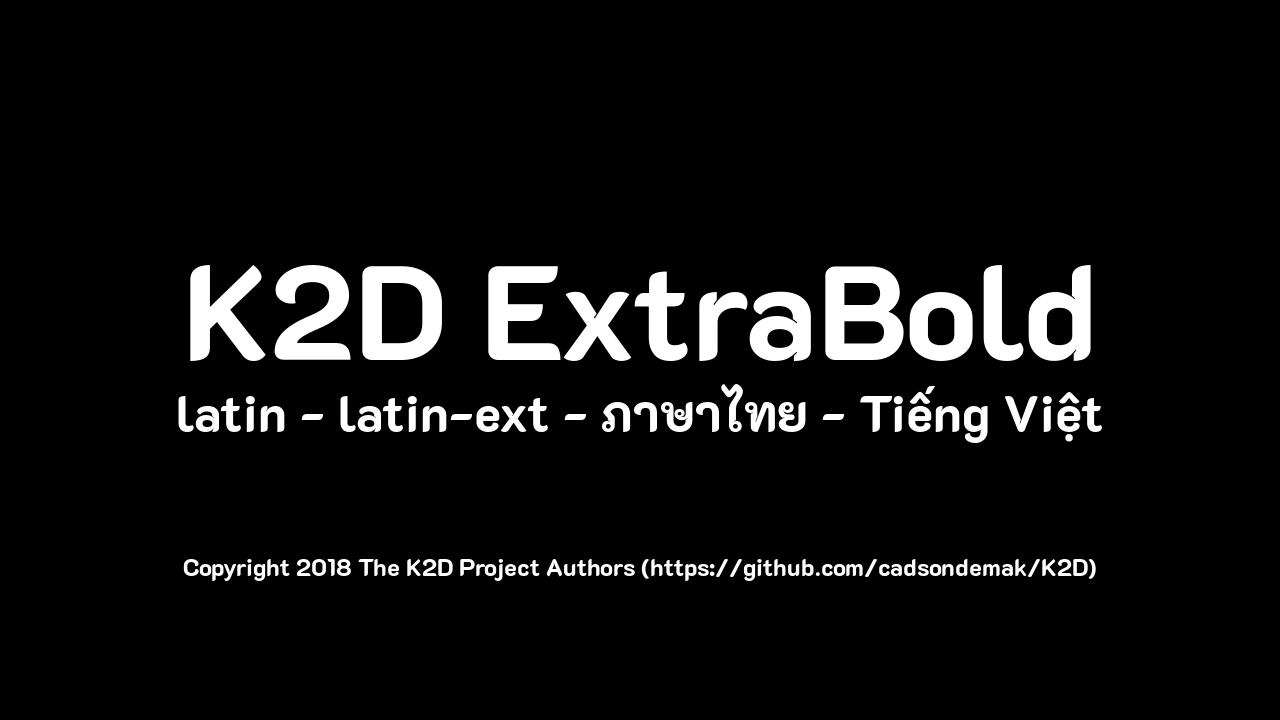 K2D ExtraBold
latin - latin-ext - ภาษาไทย - Tiếng Việt
Copyright 2018 The K2D Project Authors (https://github.com/cadsondemak/K2D)